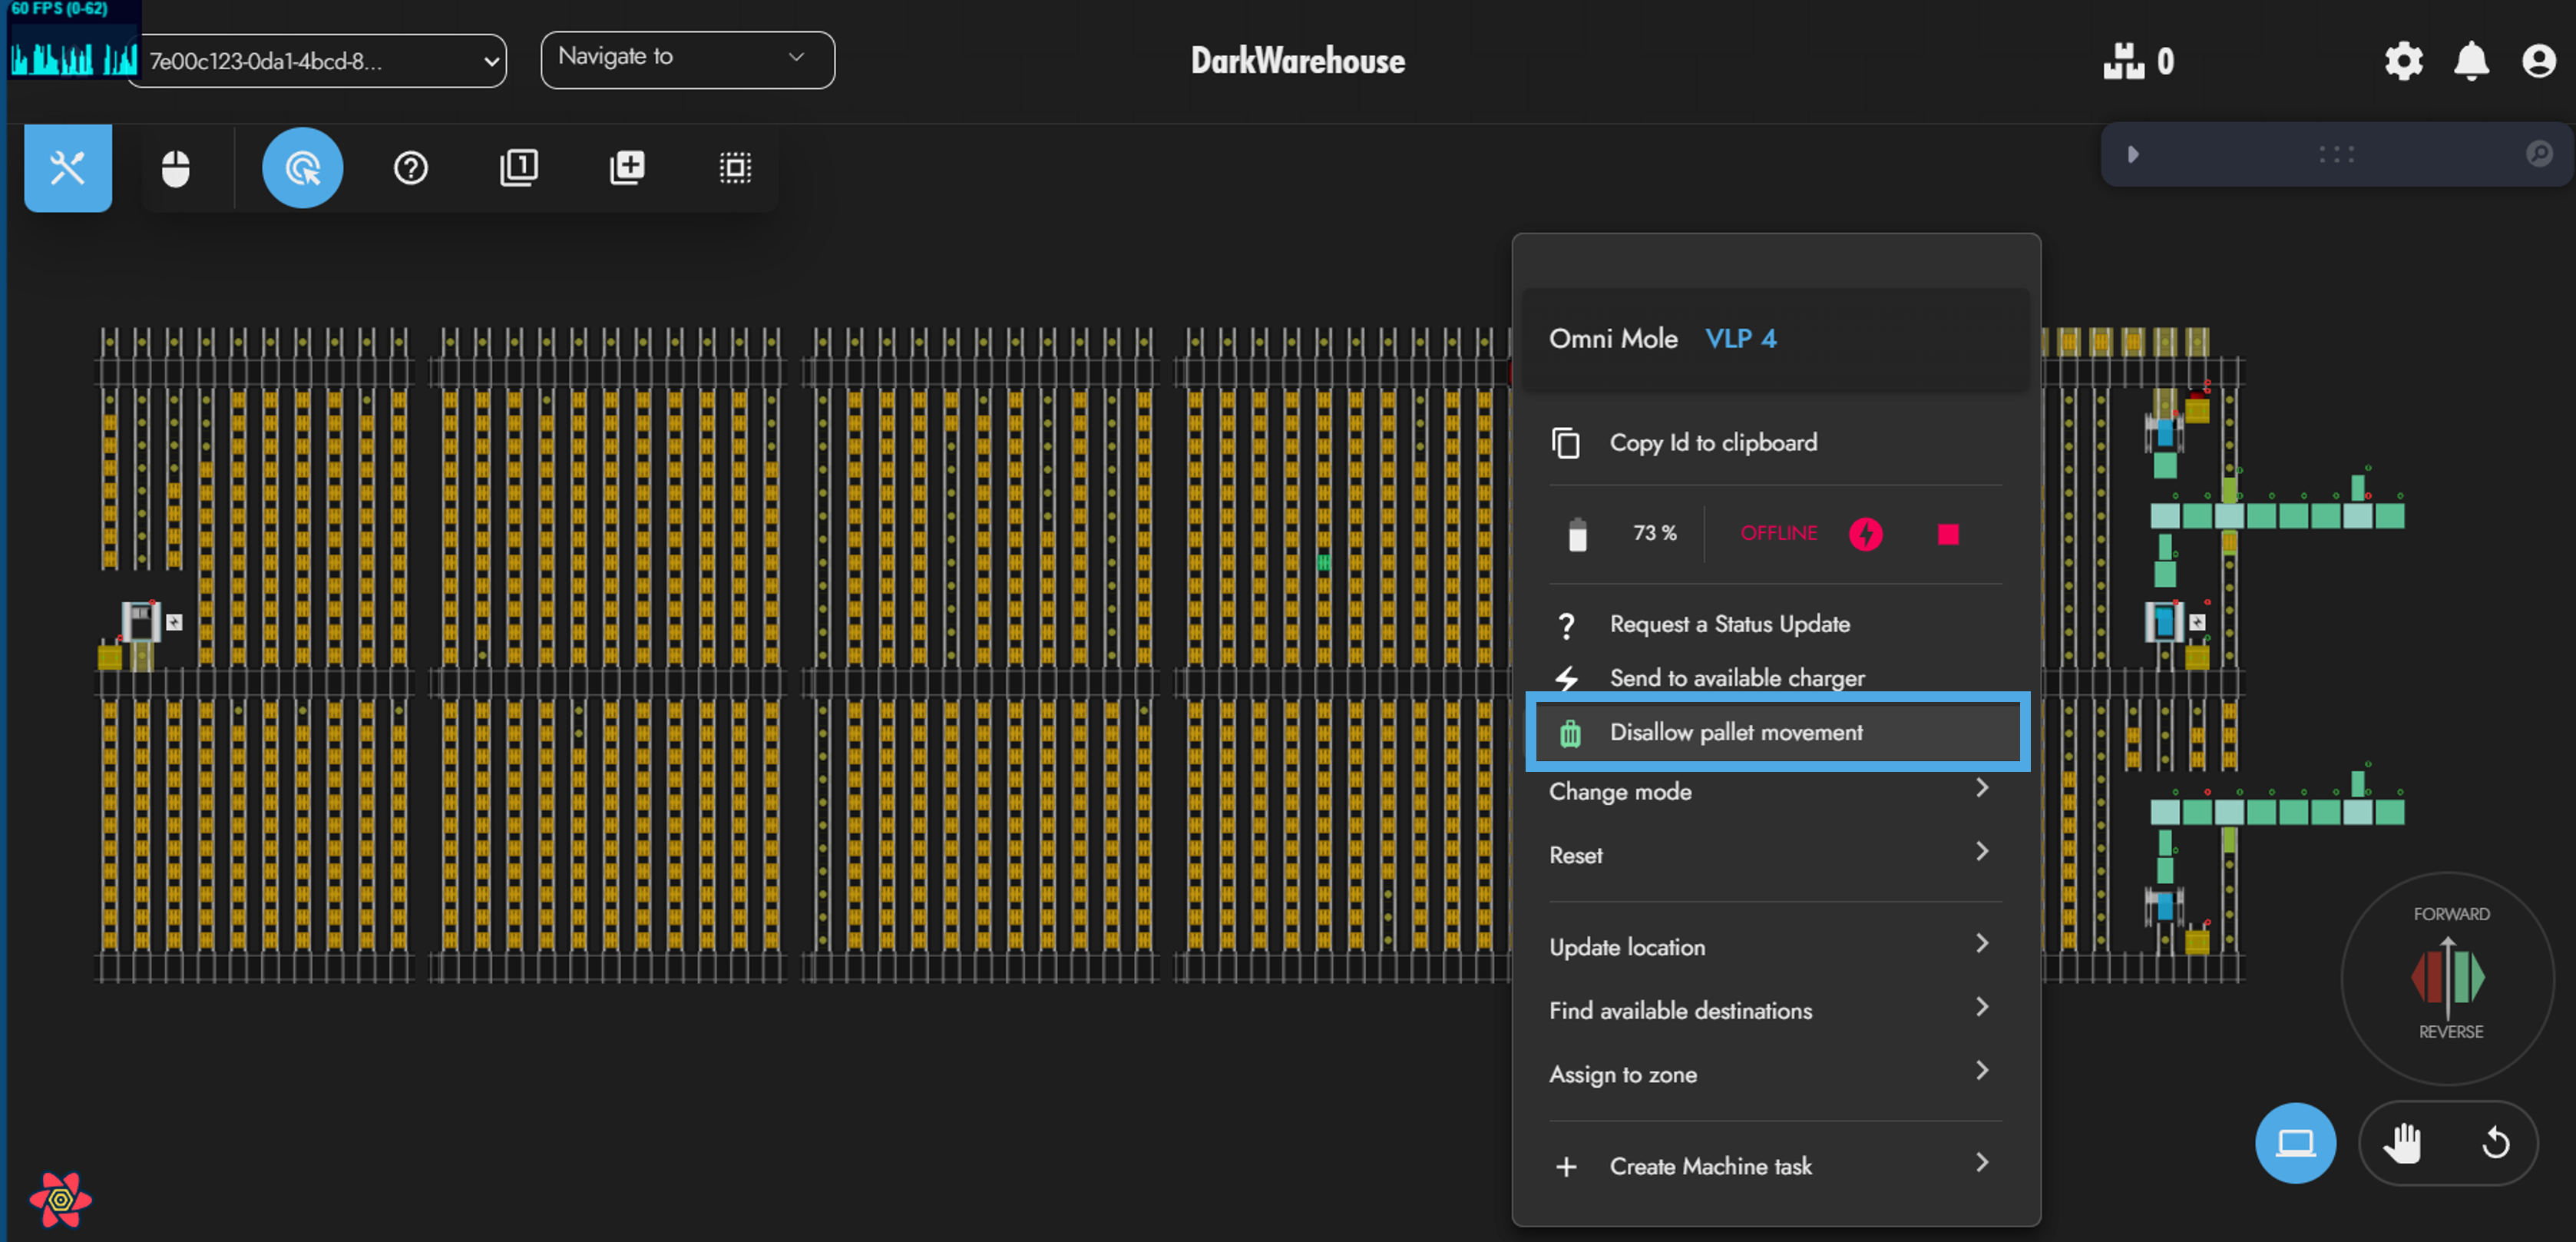 60 FPS (0-62)
7e00c123-0da1-4bcd-8...
Navigate to
DarkWarehouse
0
1
Omni Mole VLP 4
Copy Id to clipboard
73 % OFFLINE
Request a Status Update
Send to available charger
Disallow pallet movement
Change mode
Reset
Update location
Find available destinations
Assign to zone
Create Machine task
FORWARD
REVERSE